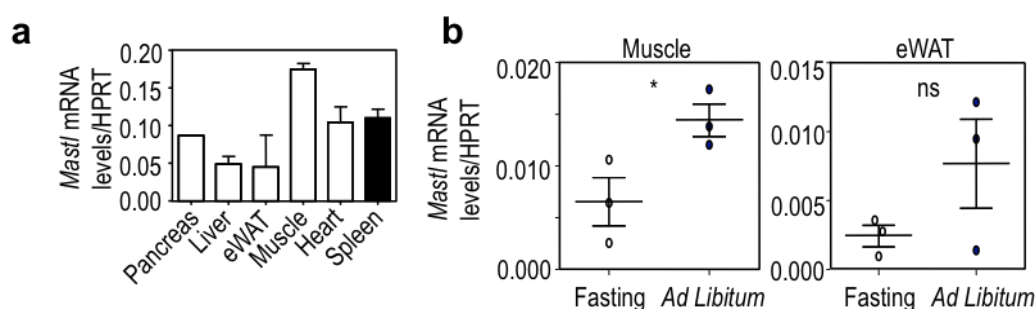 a
Mastl mRNA
levels/HPRT
0.20
0.15
0.10
0.05
0.00
Pancreas
Liver
eWAT
Muscle
Heart
Spleen
b
Mastl mRNA
levels/HPRT
Muscle
0.020
0.010
0.000
*
Fasting
Ad Libitum
eWAT
0.015
0.010
0.005
0.000
ns
Fasting
Ad Libitum